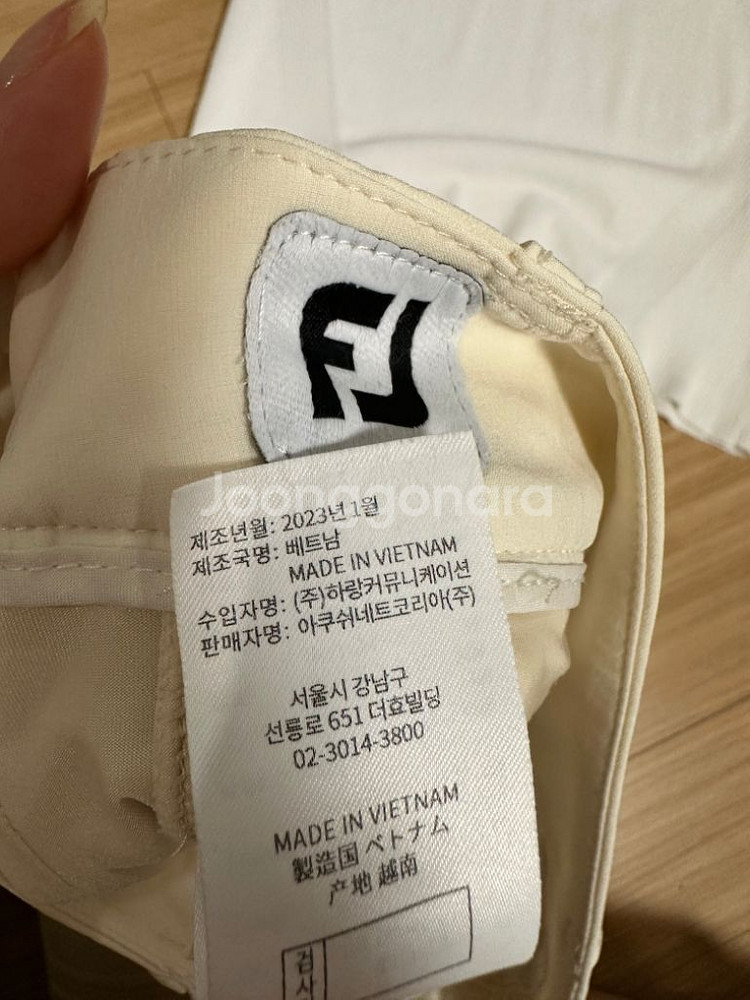 FJ
Joonggonara
제조년월: 2023년 1월
제조국명: 베트남
MADE IN VIETNAM
수입자명: (주)하랑커뮤니케이션
판매자명: 아쿠쉬네트코리아(주)
서울시 강남구
선릉로 651 더효빌딩
02-3014-3800
MADE IN VIETNAM
製造国 ベトナム
产地 越南
검사